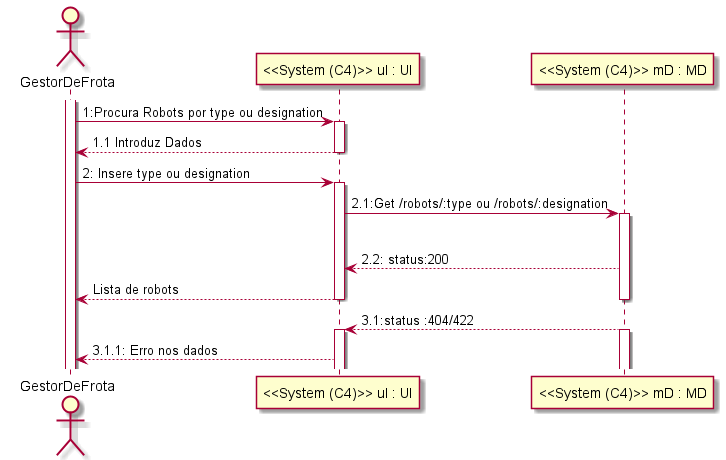 GestorDeFrota
<<System (C4)>> uI : UI
<<System (C4)>> mD : MD
1:Procura Robots por type ou designation
1.1 Introduz Dados
2: Insere type ou designation
2.1:Get /robots/:type ou /robots/:designation
2.2: status:200
Lista de robots
3.1:status :404/422
3.1.1: Erro nos dados
GestorDeFrota
<<System (C4)>> uI : UI
<<System (C4)>> mD : MD